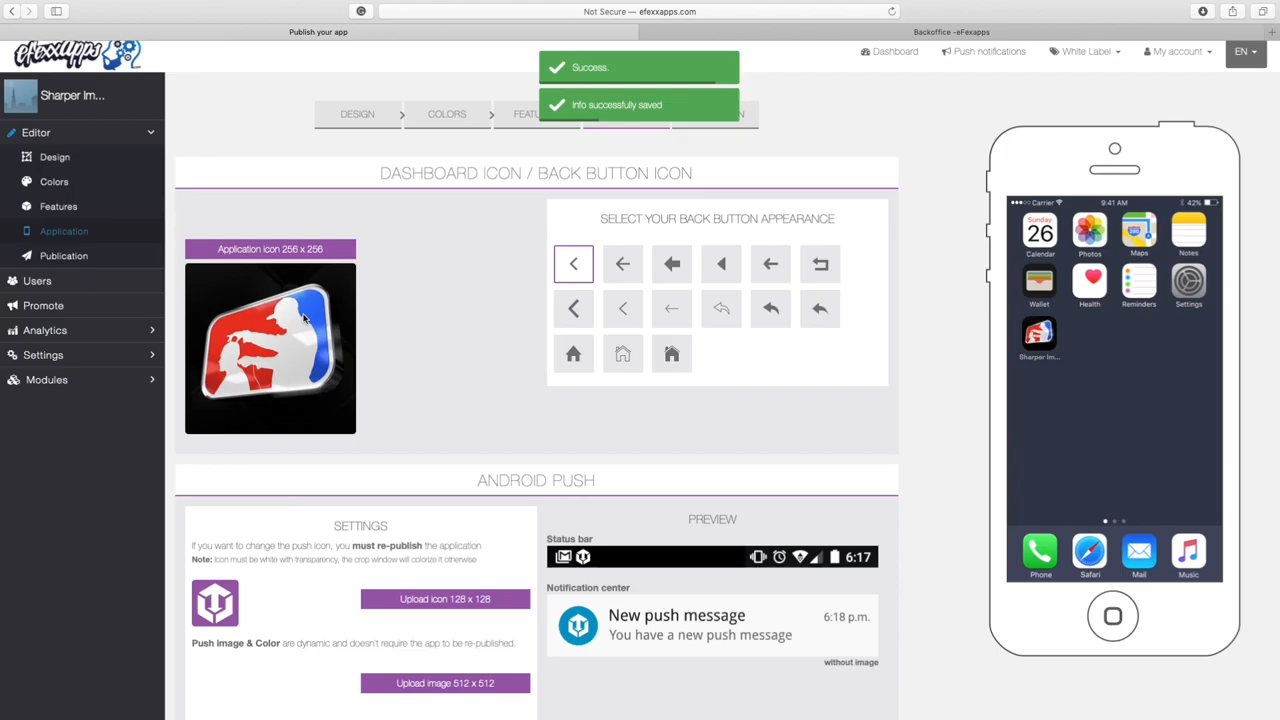 Not Secure — efexxapps.com
Publish your app
Backoffice -eFexapps
efexxapps
Dashboard
Push notifications
White Label
My account
EN
Sharper Im...
Success.
Info successfully saved
DESIGN
COLORS
FEATU
N
Editor
Design
Colors
Features
Application
Publication
Users
Promote
Analytics
Settings
Modules
DASHBOARD ICON / BACK BUTTON ICON
Application icon 256 x 256
SELECT YOUR BACK BUTTON APPEARANCE
ANDROID PUSH
SETTINGS
If you want to change the push icon, you must re-publish the application
Note: Icon must be white with transparency, the crop window will colorize it otherwise
Upload icon 128 x 128
Push image & Color are dynamic and doesn't require the app to be re-published.
Upload image 512 x 512
PREVIEW
Status bar
6:17
Notification center
New push message
6:18 p.m.
You have a new push message
without image
Carrier
9:41 AM
42%
Sunday
26
Calendar
Photos
Maps
Notes
Wallet
Health
Reminders
Settings
Sharper Im...
Phone
Safari
Mail
Music